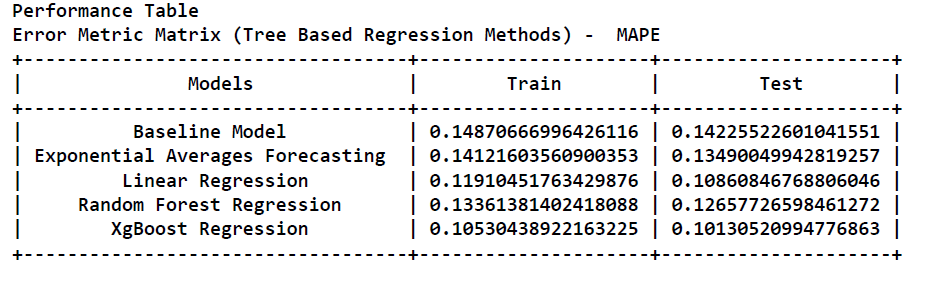 Performance Table
Error Metric Matrix (Tree Based Regression Methods) -  MAPE
+-----------------------------------+---------------------+---------------------+
|               Models              |        Train        |         Test        |
+-----------------------------------+---------------------+---------------------+
|           Baseline Model          | 0.14870666996426116 | 0.14225522601041551 |
| Exponential Averages Forecasting  | 0.14121603560900353 | 0.13490049942819257 |
|         Linear Regression         | 0.11910451763429876 | 0.10860846768806046 |
|      Random Forest Regression     | 0.13361381402418088 | 0.12657726598461272 |
|         XgBoost Regression        | 0.10530438922163225 | 0.10130520994776863 |
+-----------------------------------+---------------------+---------------------+